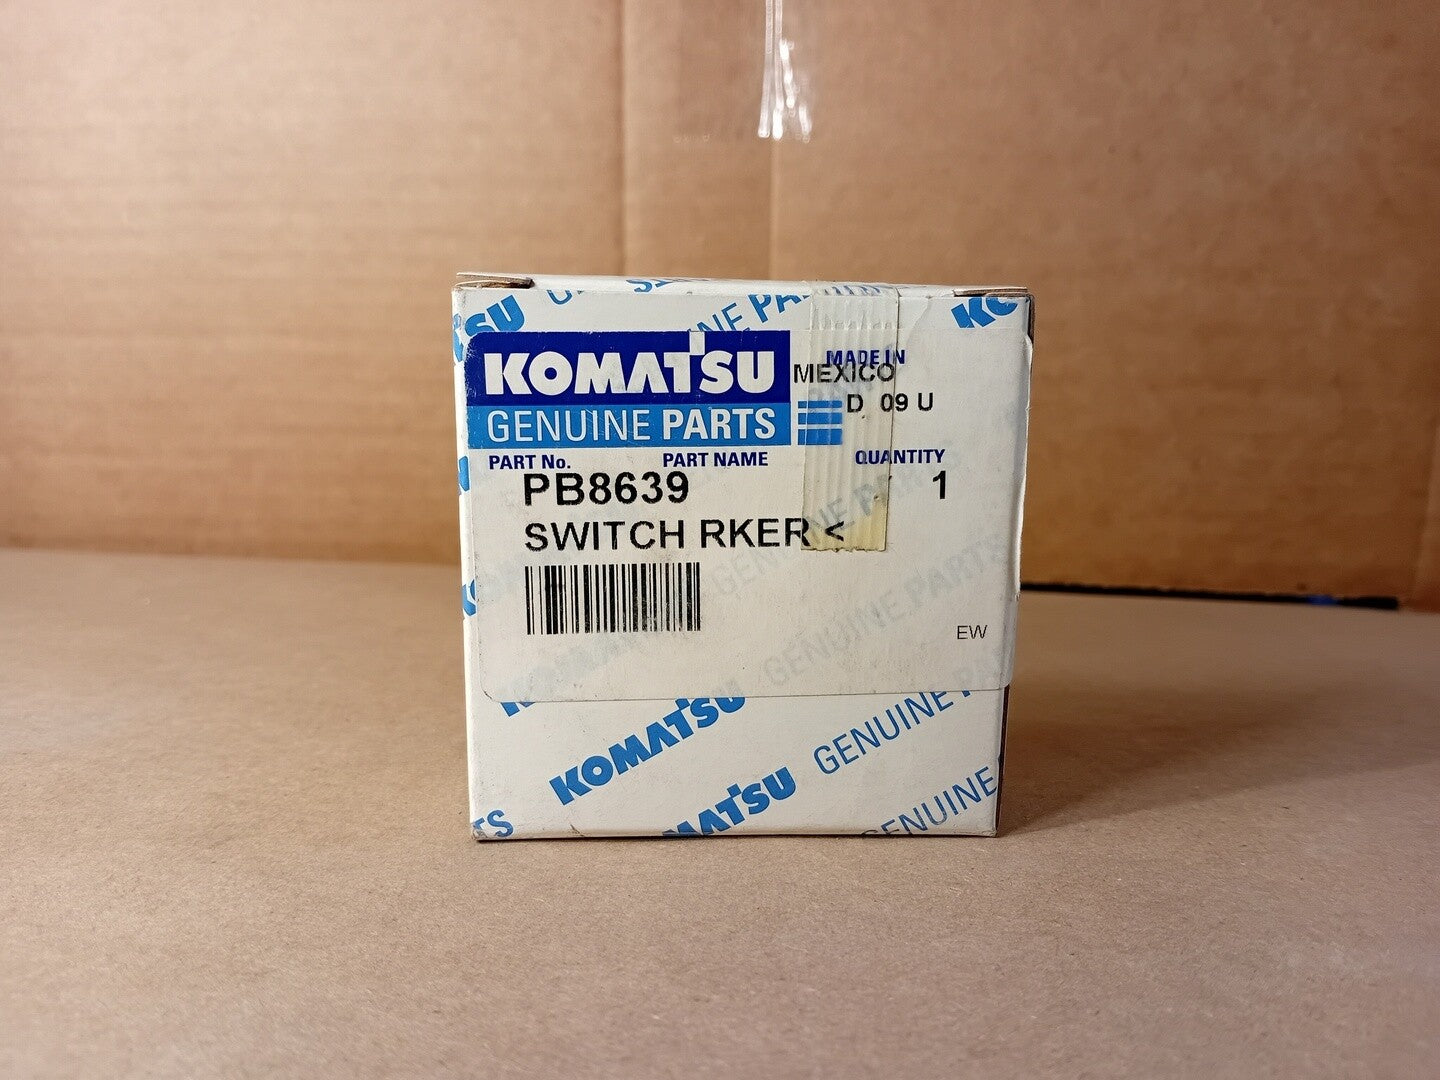 KOMATSU
GENUINE PARTS
MADE IN
MEXICO
D 09 U
PART No. PART NAME QUANTITY
PB8639 1
SWITCH RKER <
EW
KOMATSU GENUINE
GENUINE